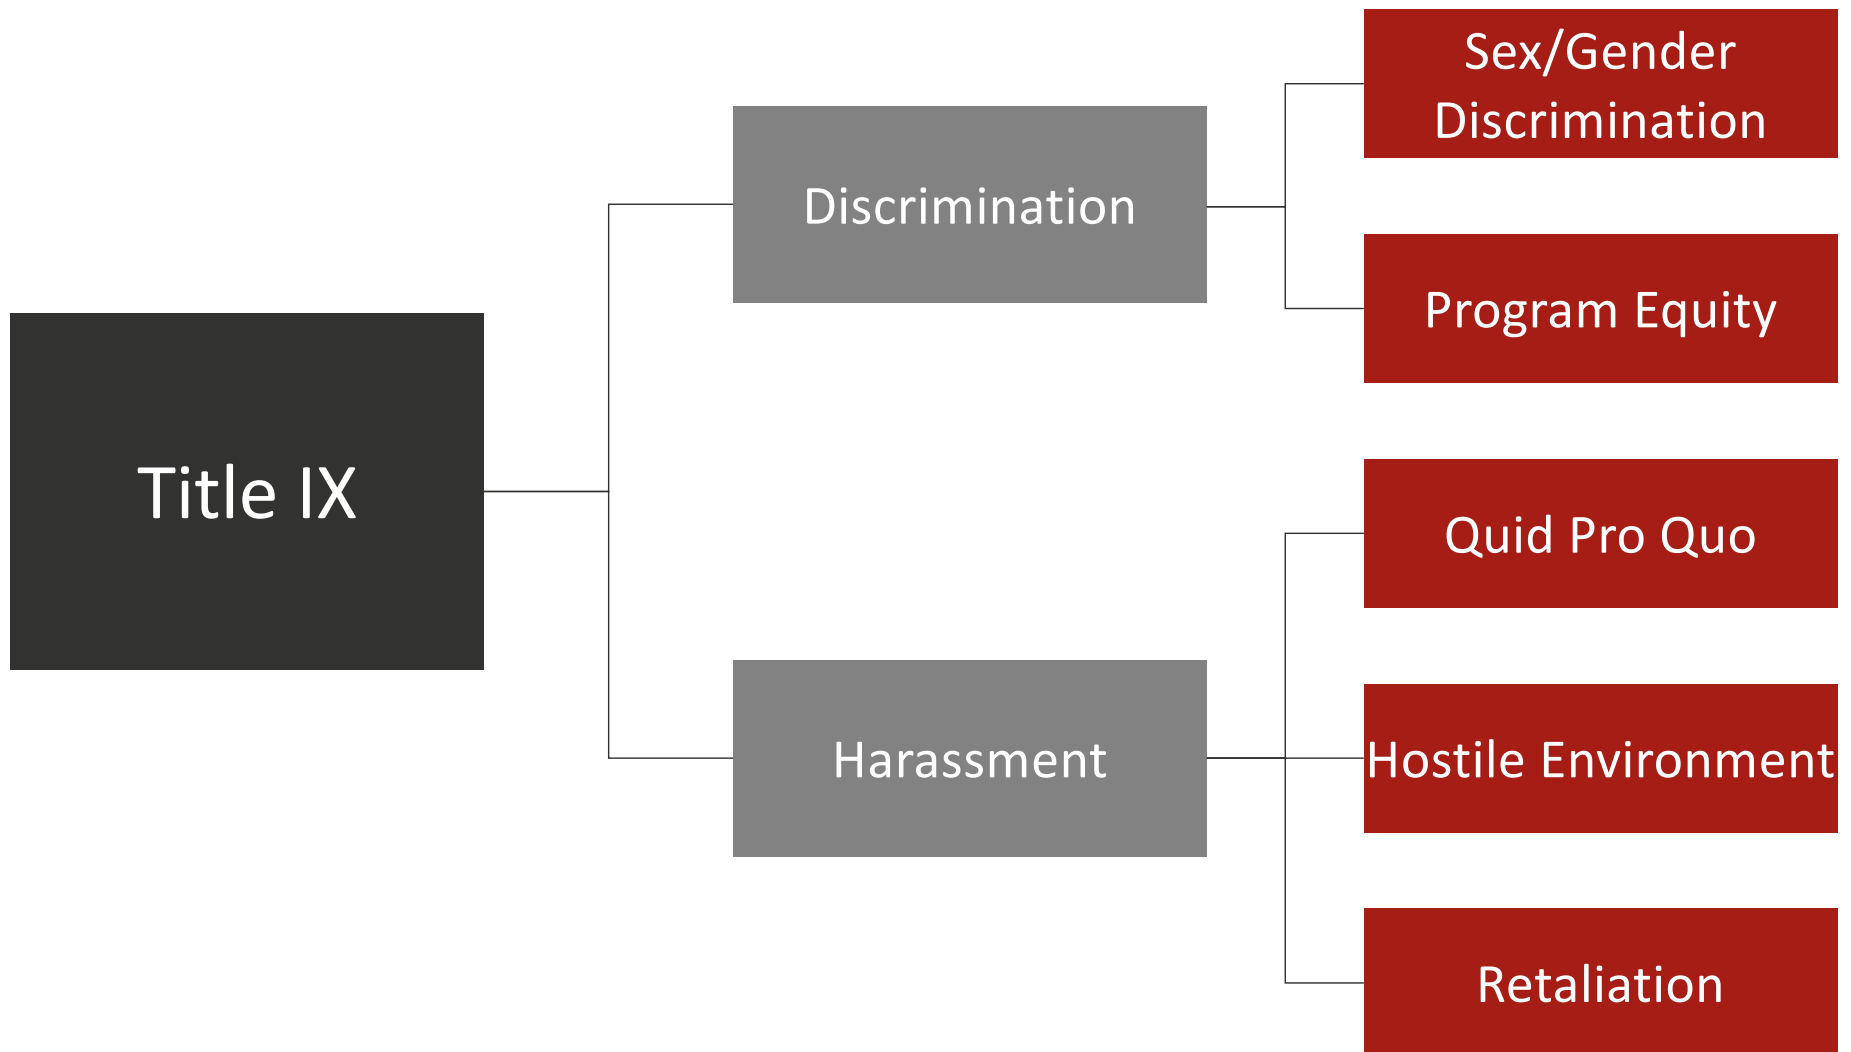 Title IX
Discrimination
Sex/Gender
Discrimination
Program Equity
Harassment
Quid Pro Quo
Hostile Environment
Retaliation